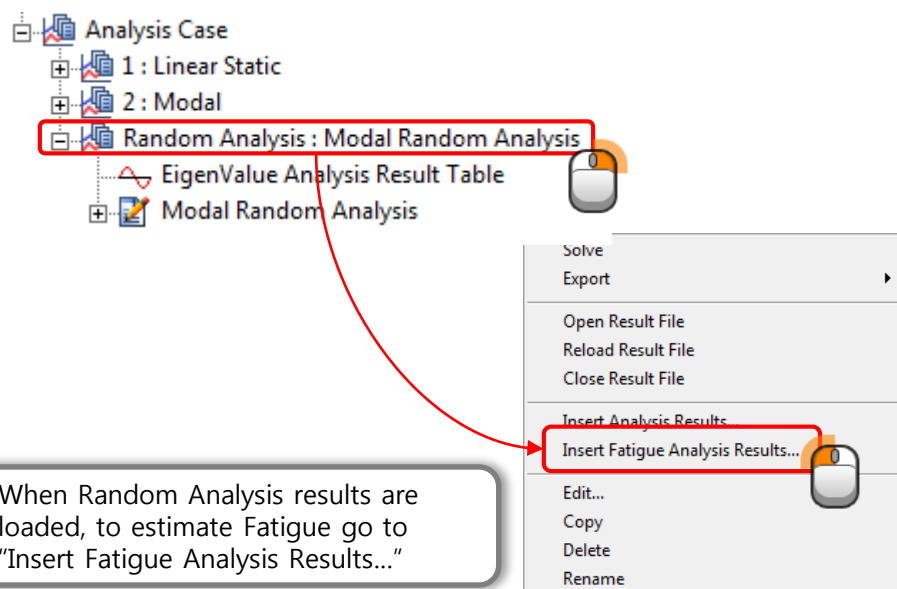 Analysis Case
1 : Linear Static
2 : Modal
Random Analysis : Modal Random Analysis
EigenValue Analysis Result Table
Modal Random Analysis
Solve
Export
Open Result File
Reload Result File
Close Result File
Insert Analysis Results...
Insert Fatigue Analysis Results...
Edit...
Copy
Delete
Rename
When Random Analysis results are
loaded, to estimate Fatigue go to
"Insert Fatigue Analysis Results..."